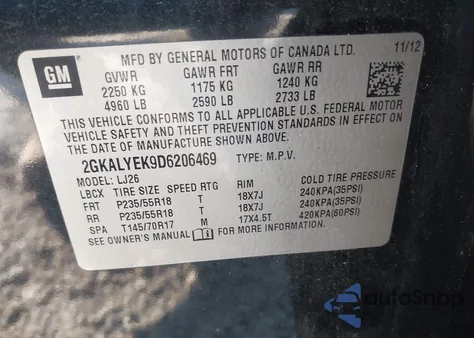 GM
MFD BY GENERAL MOTORS OF CANADA LTD.
11/12
GVWR GAWR FRT GAWR RR
2250 KG 1175 KG 1240 KG
4960 LB 2590 LB 2733 LB
THIS VEHICLE CONFORMS TO ALL APPLICABLE U.S. FEDERAL MOTOR
VEHICLE SAFETY AND THEFT PREVENTION STANDARDS IN EFFECT ON
THE DATE OF MANUFACTURE SHOWN ABOVE.
2GKALYEK9D6206469 TYPE: M.P.V.
MODEL: LJ26
LBCX TIRE SIZE SPEED RTG RIM COLD TIRE PRESSURE
FRT P235/55R18 T 18X7J 240KPA(35PSI)
RR P235/55R18 T 18X7J 240KPA(35PSI)
SPA T145/70R17 M 17X4.5T 420KPA(60PSI)
SEE OWNER'S MANUAL FOR MORE INFORMATION.
autoSnap